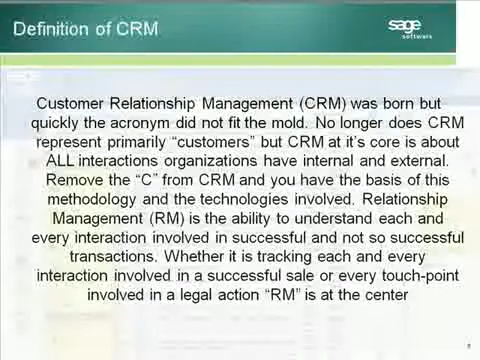 Definition of CRM
sage
software
Customer Relationship Management (CRM) was born but
quickly the acronym did not fit the mold. No longer does CRM
represent primarily “customers” but CRM at it’s core is about
ALL interactions organizations have internal and external.
Remove the “C” from CRM and you have the basis of this
methodology and the technologies involved. Relationship
Management (RM) is the ability to understand each and
every interaction involved in successful and not so successful
transactions. Whether it is tracking each and every
interaction involved in a successful sale or every touch-point
involved in a legal action “RM” is at the center